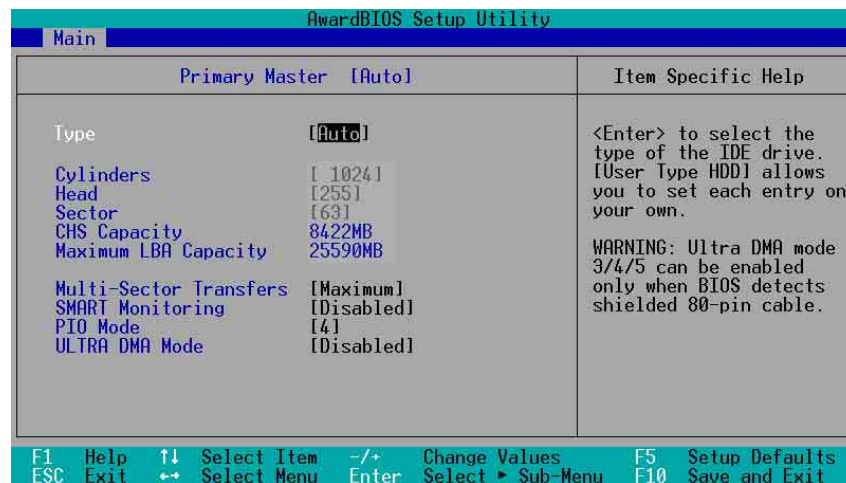 AwardBIOS Setup Utility
Main
Primary Master [Auto]
Item Specific Help
Type [Auto]
Cylinders [ 1024]
Head [255]
Sector [63]
CHS Capacity 8422MB
Maximum LBA Capacity 25590MB
Multi-Sector Transfers [Maximum]
SMART Monitoring [Disabled]
PIO Mode [4]
ULTRA DMA Mode [Disabled]
<Enter> to select the
type of the IDE drive.
[User Type HDD] allows
you to set each entry on
your own.
WARNING: Ultra DMA mode
3/4/5 can be enabled
only when BIOS detects
shielded 80-pin cable.
F1 Help ↑↓ Select Item -/+ Change Values F5 Setup Defaults
ESC Exit ←→ Select Menu Enter Select ► Sub-Menu F10 Save and Exit